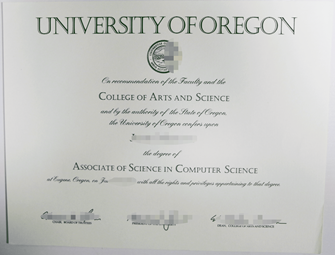 UNIVERSITY OF OREGON
On recommendation of the Faculty and the
COLLEGE OF ARTS AND SCIENCE
and by the authority of the State of Oregon,
the University of Oregon confers upon
the degree of
ASSOCIATE OF SCIENCE IN COMPUTER SCIENCE
at Eugene, Oregon, on with all the rights and privileges appertaining to that degree